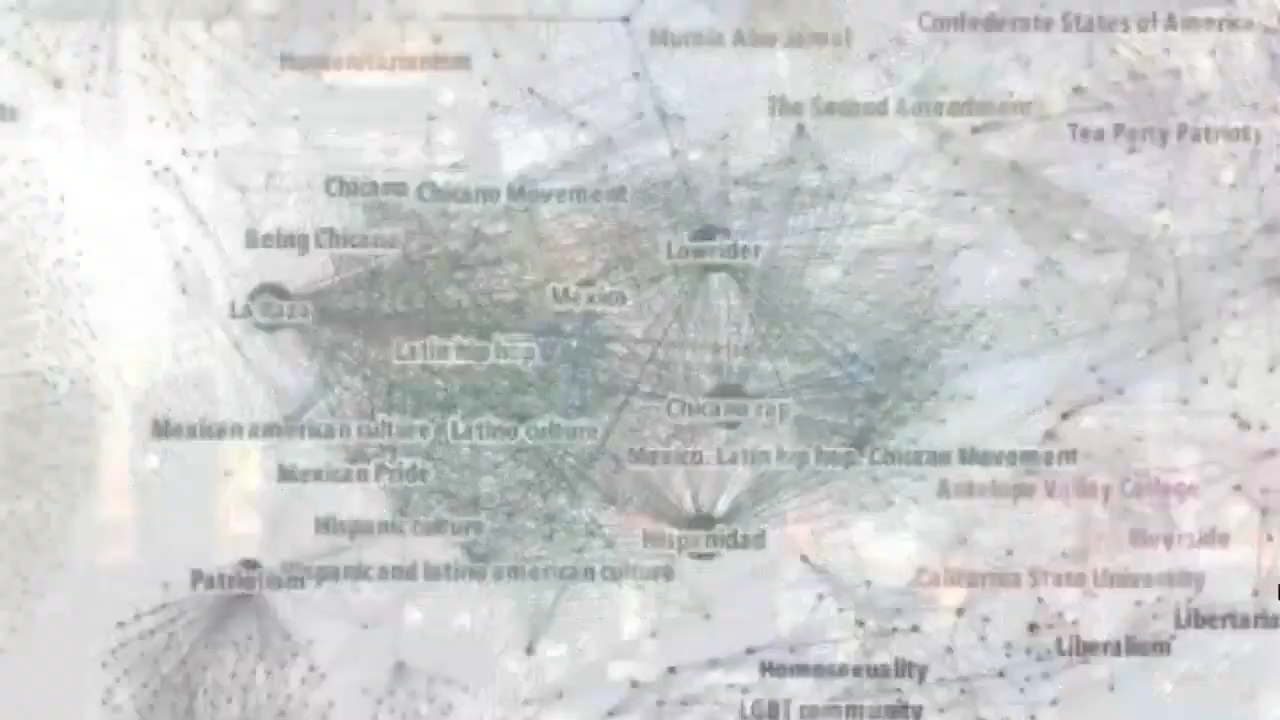 Confederate States of America
Mumia Abu-Jamal
Humanitarianism
The Second Amendment
Tea Party Patriots
Chicano
Chicano Movement
Being Chicano
Lowrider
La Raza
Mexico
Latin hip hop
Chicano rap
Mexican american culture
Latino culture
Mexico. Latin hip hop. Chicano Movement
Mexican Pride
Antelope Valley College
Hispanic culture
Hispanidad
Riverside
Patriotism
Hispanic and latino american culture
California State University
Liberalism
Homosexuality
LGBT community